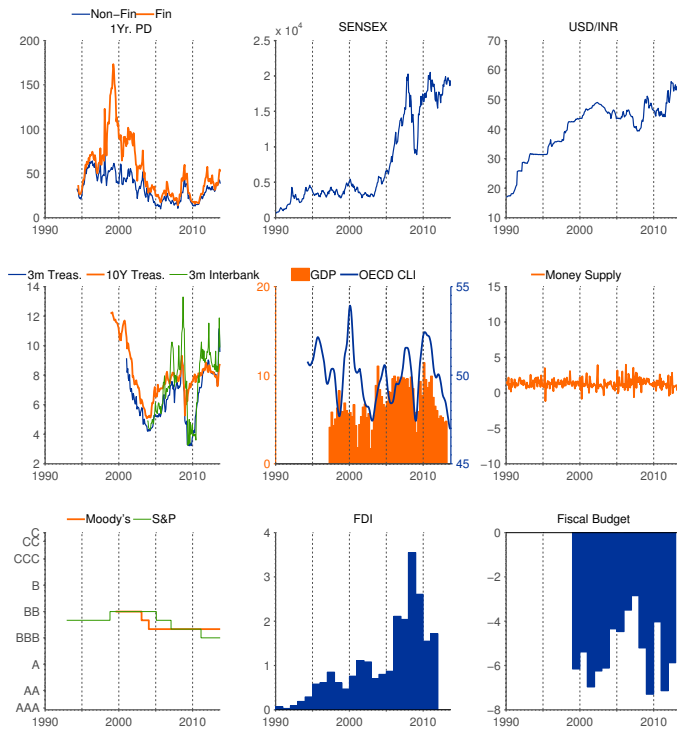 Non−Fin Fin
1Yr. PD
200
150
100
50
0
1990 2000 2010
x 10^4
SENSEX
2.5
2
1.5
1
0.5
0
1990 2000 2010
USD/INR
70
60
50
40
30
20
10
1990 2000 2010
3m Treas. 10Y Treas. 3m Interbank
14
12
10
8
6
4
2
1990 2000 2010
GDP OECD CLI
20
10
0
55
50
45
1990 2000 2010
Money Supply
15
10
5
0
−5
−10
1990 2000 2010
Moody's S&P
C
CC
CCC
B
BB
BBB
A
AA
AAA
1990 2000 2010
FDI
4
3
2
1
0
1990 2000 2010
Fiscal Budget
0
−2
−4
−6
−8
1990 2000 2010